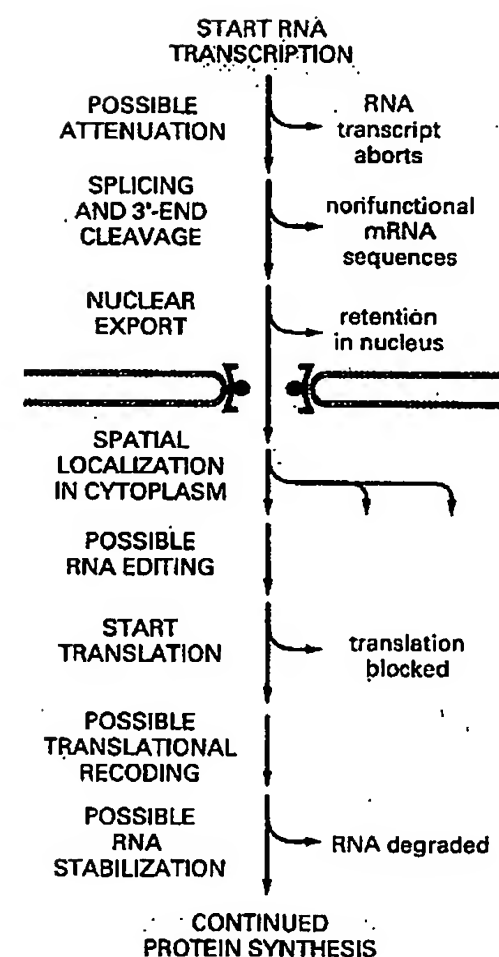 START RNA
TRANSCRIPTION
POSSIBLE
ATTENUATION
RNA
transcript
aborts
SPLICING
AND 3'-END
CLEAVAGE
nonfunctional
mRNA
sequences
NUCLEAR
EXPORT
retention
in nucleus
SPATIAL
LOCALIZATION
IN CYTOPLASM
POSSIBLE
RNA EDITING
START
TRANSLATION
translation
blocked
POSSIBLE
TRANSLATIONAL
RECODING
POSSIBLE
RNA
STABILIZATION
RNA degraded
CONTINUED
PROTEIN SYNTHESIS